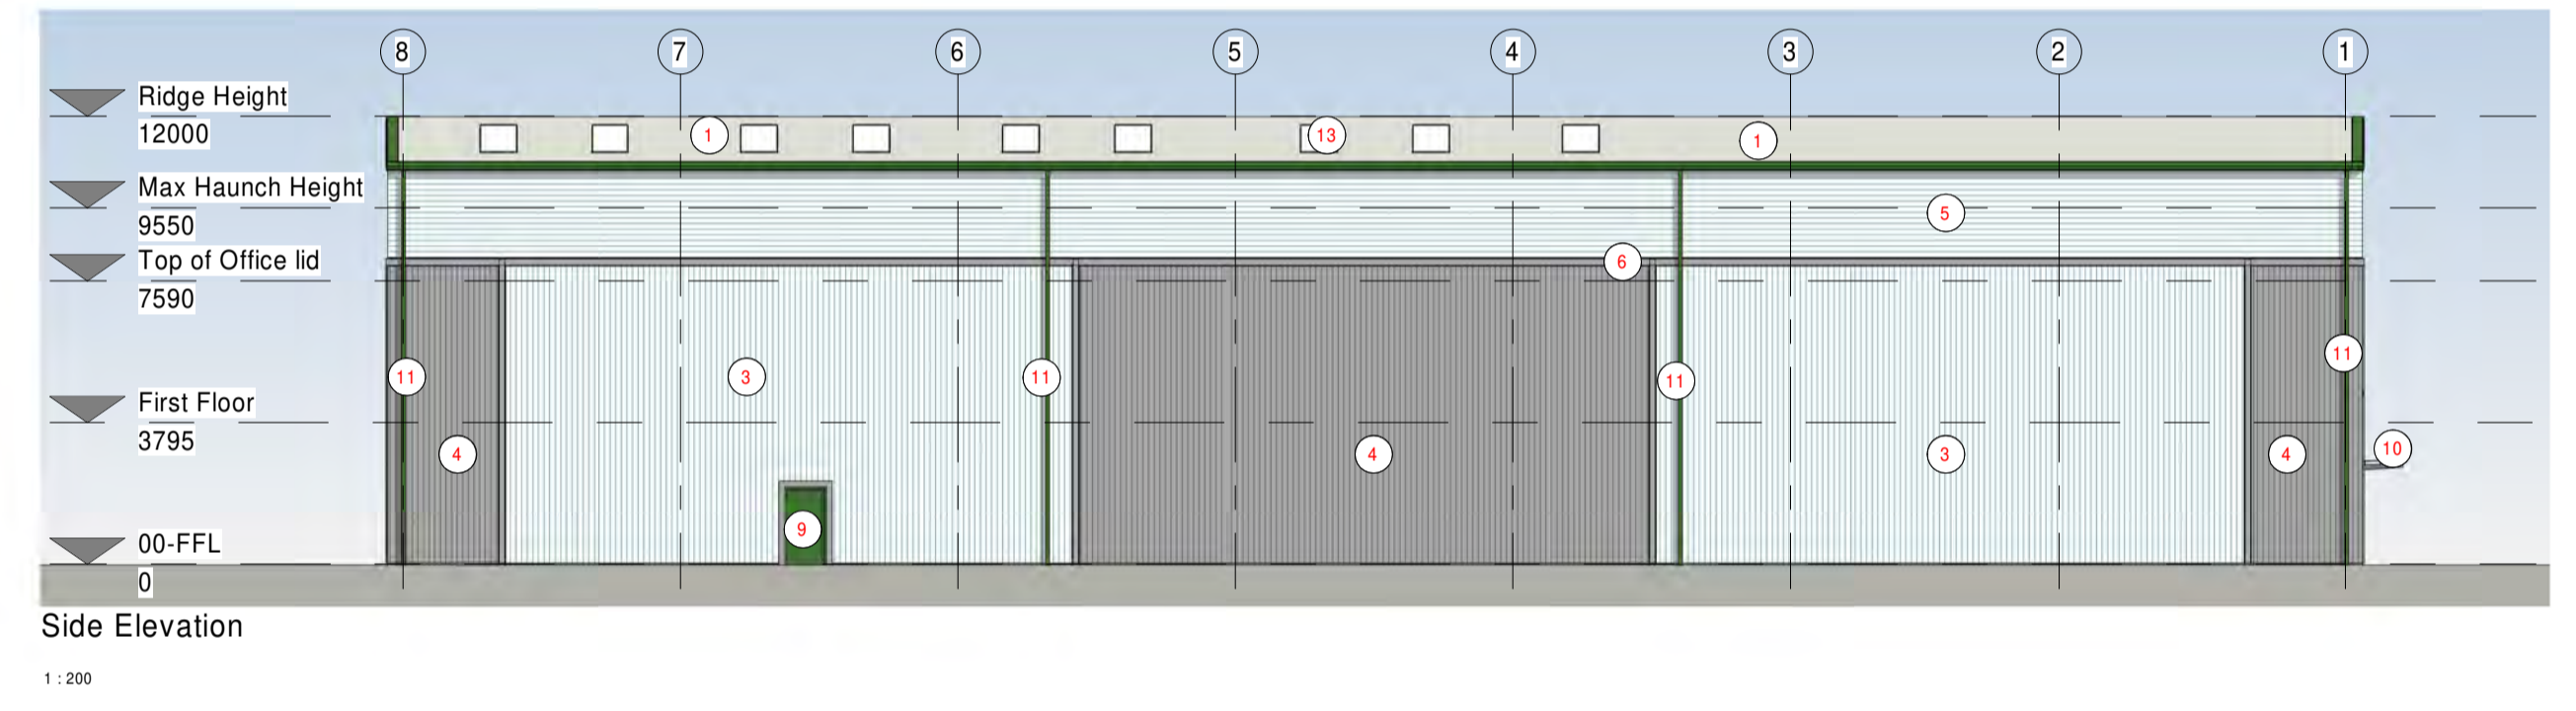 8 7 6 5 4 3 2 1
Ridge Height
12000
1 13 1
Max Haunch Height
9550
5
Top of Office lid
6
7590
11 3 11 11 11
First Floor
3795
4 4 3 4 10
9
00-FFL
0
Side Elevation
1 : 200